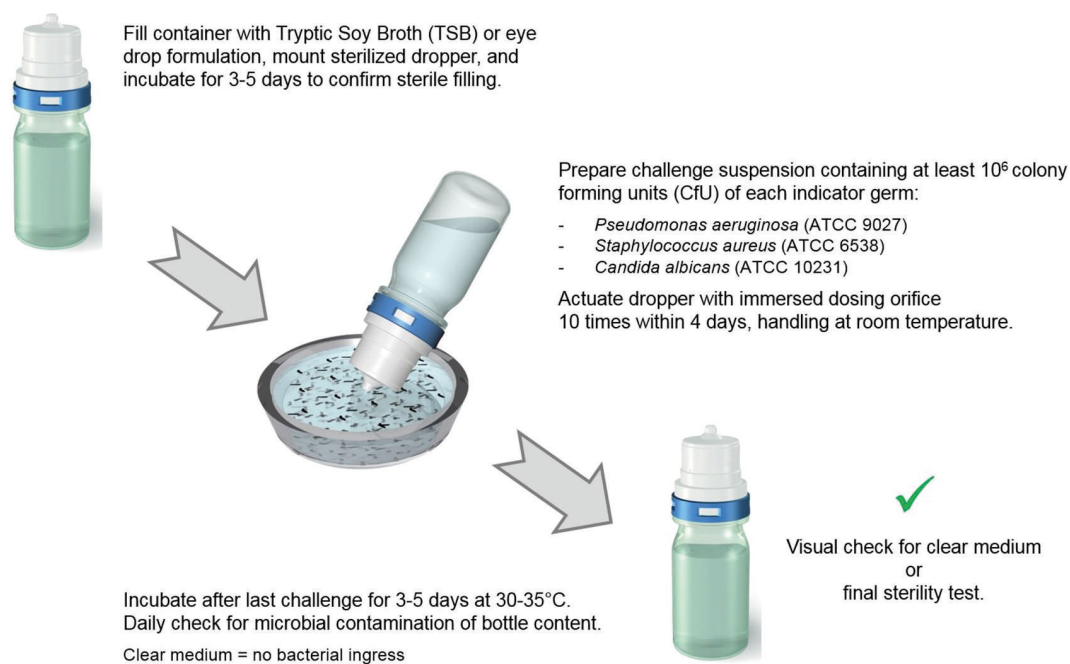 Fill container with Tryptic Soy Broth (TSB) or eye
drop formulation, mount sterilized dropper, and
incubate for 3-5 days to confirm sterile filling.
Prepare challenge suspension containing at least 10⁶ colony
forming units (CfU) of each indicator germ:
- Pseudomonas aeruginosa (ATCC 9027)
- Staphylococcus aureus (ATCC 6538)
- Candida albicans (ATCC 10231)
Actuate dropper with immersed dosing orifice
10 times within 4 days, handling at room temperature.
Visual check for clear medium
or
final sterility test.
Incubate after last challenge for 3-5 days at 30-35°C.
Daily check for microbial contamination of bottle content.
Clear medium = no bacterial ingress